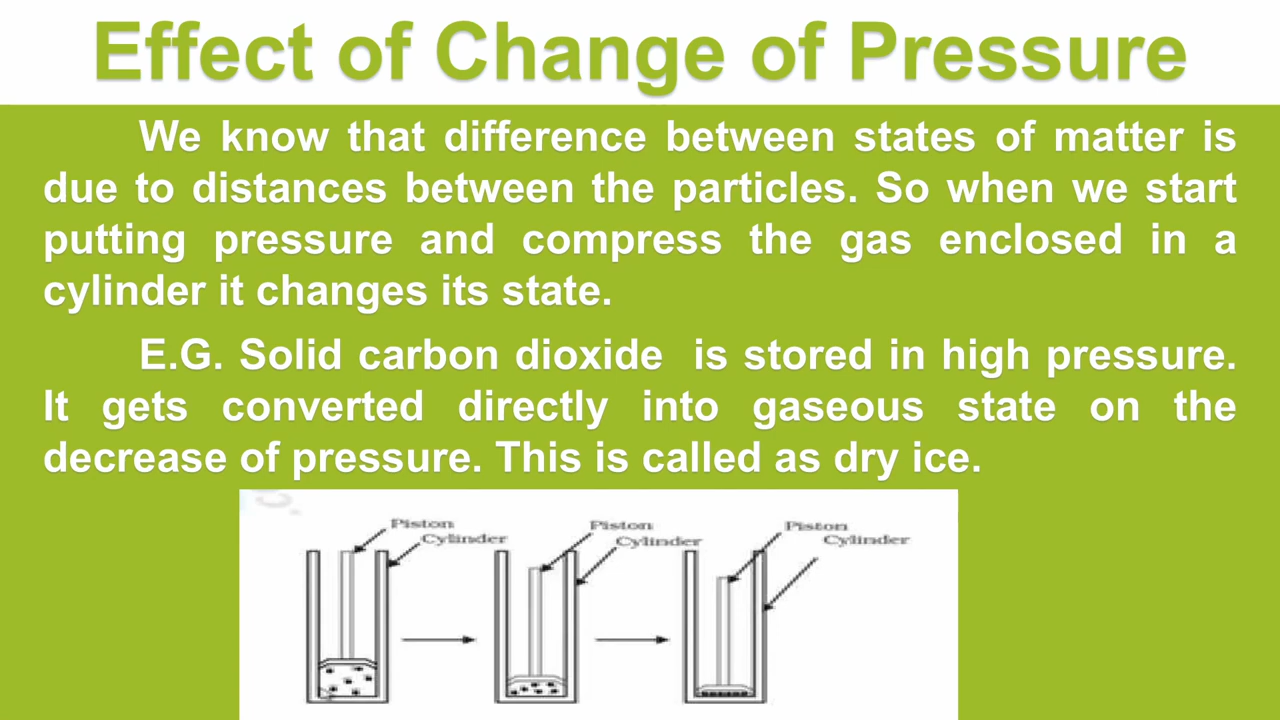 Effect of Change of Pressure
We know that difference between states of matter is
due to distances between the particles. So when we start
putting pressure and compress the gas enclosed in a
cylinder it changes its state.
E.G. Solid carbon dioxide is stored in high pressure.
It gets converted directly into gaseous state on the
decrease of pressure. This is called as dry ice.
Piston Piston Piston
Cylinder Cylinder Cylinder